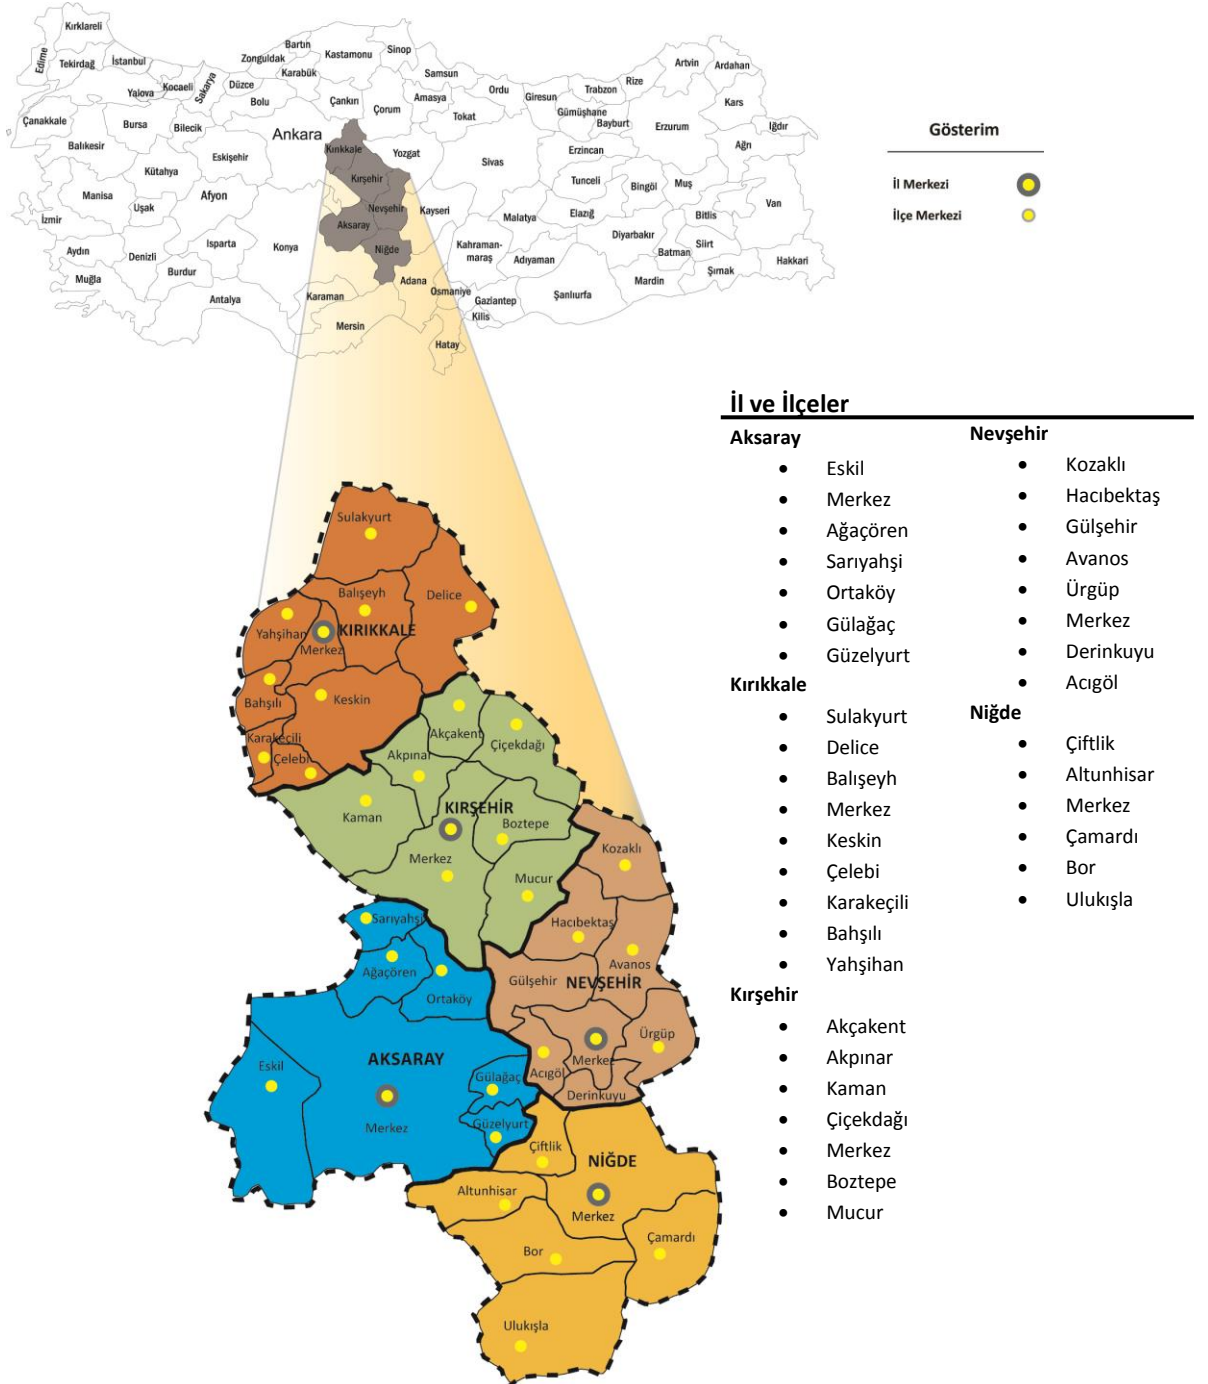 Kırklareli
Edirne
Tekirdağ
İstanbul
Yalova
Kocaeli
Sakarya
Düzce
Zonguldak
Bartın
Karabük
Kastamonu
Sinop
Bolu
Çankırı
Çorum
Samsun
Amasya
Tokat
Ordu
Giresun
Trabzon
Gümüşhane
Bayburt
Rize
Artvin
Ardahan
Kars
Iğdır
Ağrı
Erzurum
Erzincan
Çanakkale
Balıkesir
Bursa
Bilecik
Eskişehir
Kütahya
Ankara
Kırıkkale
Yozgat
Sivas
Kırşehir
Nevşehir
Aksaray
Niğde
Kayseri
Manisa
Uşak
Afyon
İzmir
Aydın
Denizli
Muğla
Burdur
Isparta
Konya
Antalya
Karaman
Mersin
Adana
Osmaniye
Hatay
Kilis
Gaziantep
Kahraman-
maraş
Malatya
Adıyaman
Şanlıurfa
Elazığ
Tunceli
Bingöl
Muş
Bitlis
Van
Diyarbakır
Batman
Siirt
Mardin
Şırnak
Hakkari
Gösterim
İl Merkezi
İlçe Merkezi
İl ve İlçeler
Aksaray
• Eskil
• Merkez
• Ağaçören
• Sarıyahşi
• Ortaköy
• Gülağaç
• Güzelyurt
Kırıkkale
• Sulakyurt
• Delice
• Balışeyh
• Merkez
• Keskin
• Çelebi
• Karakeçili
• Bahşılı
• Yahşihan
Kırşehir
• Akçakent
• Akpınar
• Kaman
• Çiçekdağı
• Merkez
• Boztepe
• Mucur
Nevşehir
• Kozaklı
• Hacıbektaş
• Gülşehir
• Avanos
• Ürgüp
• Merkez
• Derinkuyu
• Acıgöl
Niğde
• Çiftlik
• Altunhisar
• Merkez
• Çamardı
• Bor
• Ulukışla
Sulakyurt
Balışeyh
Delice
Yahşihan
KIRIKKALE
Merkez
Bahşılı
Keskin
Karakeçili
Çelebi
Akçakent
Çiçekdağı
Akpınar
Kaman
KIRŞEHİR
Boztepe
Merkez
Mucur
Kozaklı
Hacıbektaş
Avanos
Gülşehir
NEVŞEHİR
Ürgüp
Merkez
Acıgöl
Derinkuyu
Sarıyahşi
Ağaçören
Ortaköy
AKSARAY
Eskil
Gülağaç
Merkez
Güzelyurt
Çiftlik
NİĞDE
Altunhisar
Merkez
Çamardı
Bor
Ulukışla